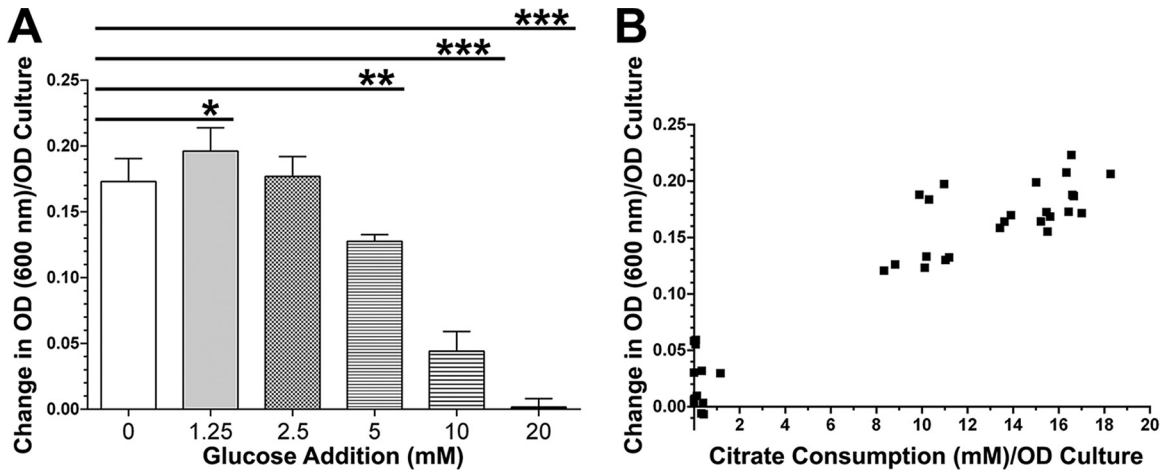 A
***
***
**
*
Change in OD (600 nm)/OD Culture
0.25
0.20
0.15
0.10
0.05
0.00
0 1.25 2.5 5 10 20
Glucose Addition (mM)
B
Change in OD (600 nm)/OD Culture
0.25
0.20
0.15
0.10
0.05
0.00
2 4 6 8 10 12 14 16 18 20
Citrate Consumption (mM)/OD Culture